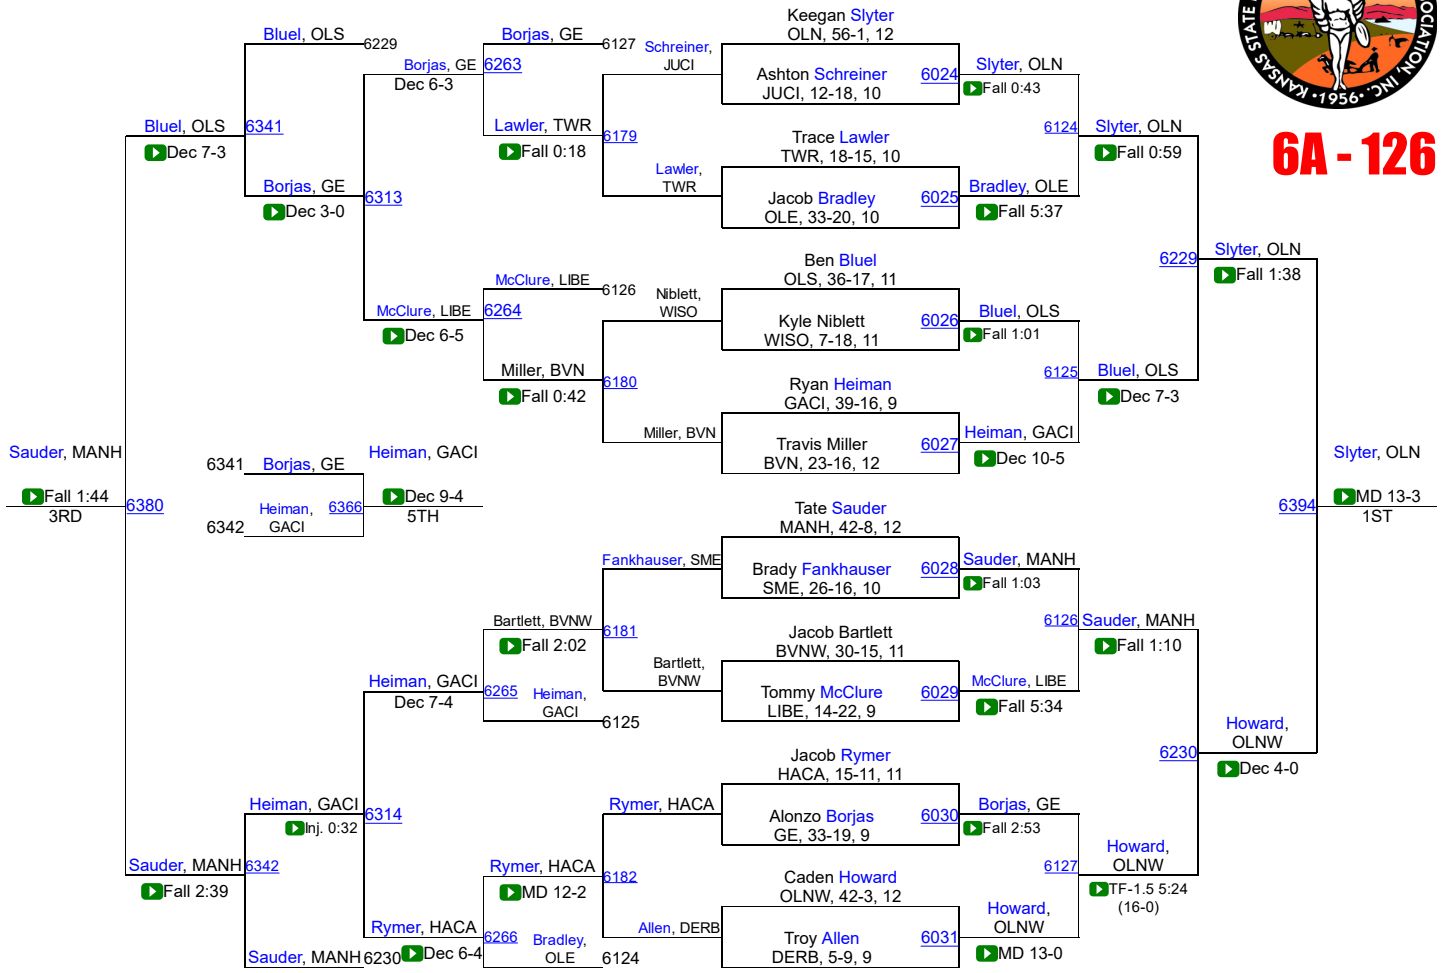 KANSAS STATE A
OCIATION, INC.
•1956•
6A - 126
Keegan Slyter
OLN, 56-1, 12
Ashton Schreiner
JUCI, 12-18, 10
6024
Trace Lawler
TWR, 18-15, 10
Jacob Bradley
OLE, 33-20, 10
6025
Ben Bluel
OLS, 36-17, 11
Kyle Niblett
WISO, 7-18, 11
6026
Ryan Heiman
GACI, 39-16, 9
Travis Miller
BVN, 23-16, 12
6027
Tate Sauder
MANH, 42-8, 12
Brady Fankhauser
SME, 26-16, 10
6028
Jacob Bartlett
BVNW, 30-15, 11
Tommy McClure
LIBE, 14-22, 9
6029
Jacob Rymer
HACA, 15-11, 11
Alonzo Borjas
GE, 33-19, 9
6030
Caden Howard
OLNW, 42-3, 12
Troy Allen
DERB, 5-9, 9
6031
Slyter, OLN
Fall 0:43
Bradley, OLE
Fall 5:37
6124
Bluel, OLS
Fall 1:01
Heiman, GACI
Dec 10-5
6125
Sauder, MANH
Fall 1:03
McClure, LIBE
Fall 5:34
6126
Borjas, GE
Fall 2:53
Howard,
OLNW
MD 13-0
6127
Slyter, OLN
Fall 0:59
Bluel, OLS
Dec 7-3
6229
Sauder, MANH
Fall 1:10
Howard,
OLNW
TF-1.5 5:24
(16-0)
6230
Slyter, OLN
Fall 1:38
Howard,
OLNW
Dec 4-0
6394
Slyter, OLN
MD 13-3
1ST
Schreiner,
JUCI
Lawler,
TWR
6179
Niblett,
WISO
Miller, BVN
6180
Fankhauser, SME
Bartlett,
BVNW
6181
Rymer, HACA
Allen, DERB
6182
Borjas, GE
6127
Lawler, TWR
Fall 0:18
6263
McClure, LIBE
6126
Miller, BVN
Fall 0:42
6264
Bartlett, BVNW
Fall 2:02
Heiman,
GACI
6125
6265
Rymer, HACA
MD 12-2
Bradley,
OLE
6124
6266
Borjas, GE
Dec 6-3
McClure, LIBE
Dec 6-5
6313
Heiman, GACI
Dec 7-4
Rymer, HACA
Dec 6-4
6314
Bluel, OLS
6229
Borjas, GE
Dec 3-0
6341
Heiman, GACI
Inj. 0:32
Sauder, MANH
6230
6342
Bluel, OLS
Dec 7-3
Sauder, MANH
Fall 2:39
6380
Sauder, MANH
Fall 1:44
3RD
6341
Borjas, GE
6342
Heiman,
GACI
6366
Heiman, GACI
Dec 9-4
5TH